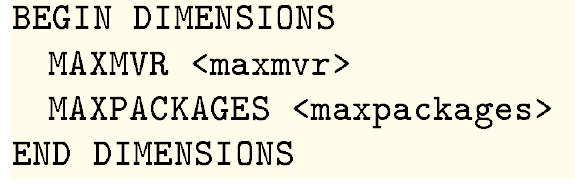 BEGIN DIMENSIONS
  MAXMVR <maxmvr>
  MAXPACKAGES <maxpackages>
END DIMENSIONS